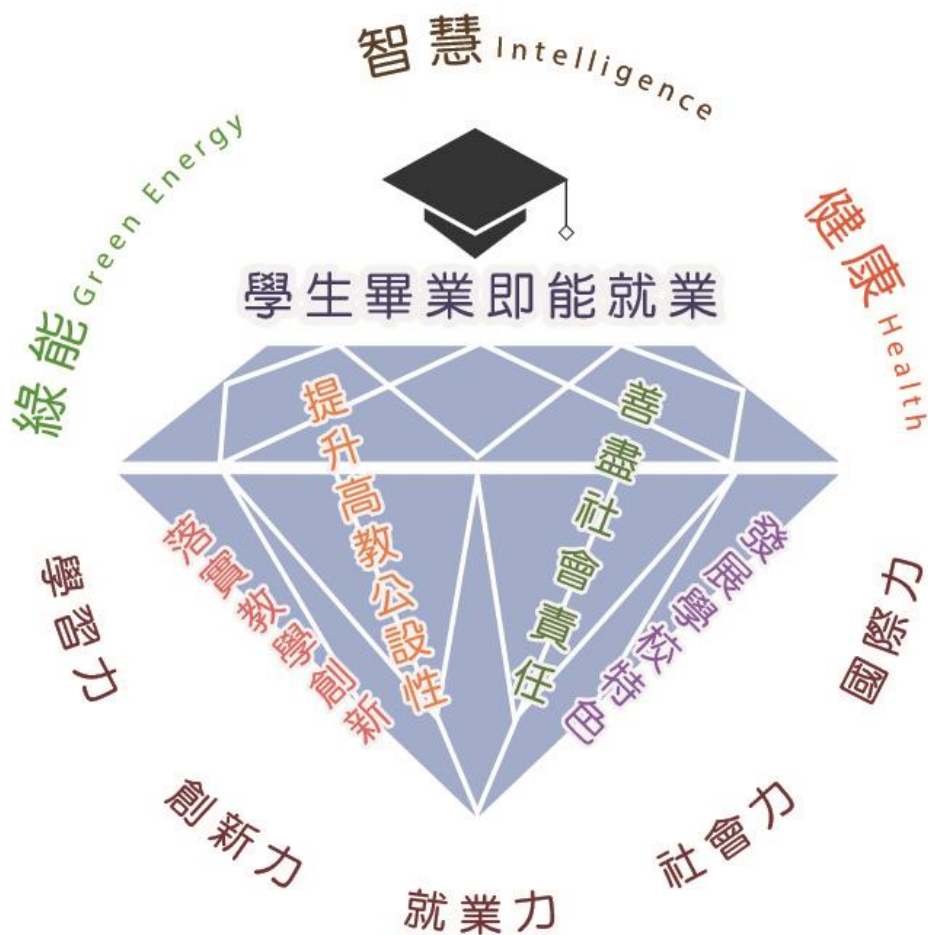 智慧 Intelligence
綠能 Green Energy
健康 Health
學生畢業即能就業
提升高教公設性
善盡社會責任
落實教學創新
發展學校特色
學習力
創新力
就業力
社會力
國際力